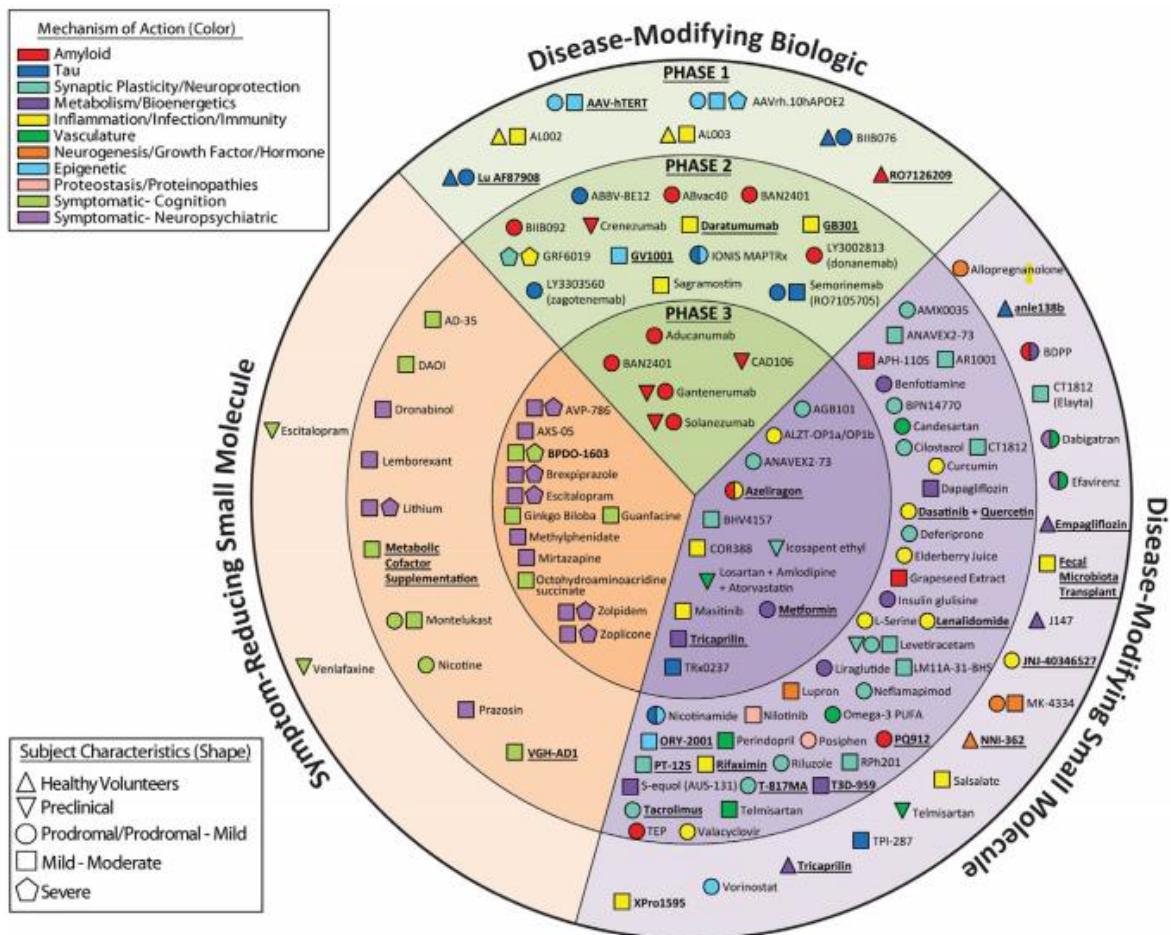 Mechanism of Action (Color)
Amyloid
Tau
Synaptic Plasticity/Neuroprotection
Metabolism/Bioenergetics
Inflammation/Infection/Immunity
Vasculature
Neurogenesis/Growth Factor/Hormone
Epigenetic
Proteostasis/Proteinopathies
Symptomatic- Cognition
Symptomatic- Neuropsychiatric
Disease-Modifying Biologic
PHASE 1
AAV-hTERT
AAVrh.10hAPOE2
AL002
AL003
BIIB076
Lu AF87908
RO7126209
PHASE 2
ABBV-8E12
ABvac40
BAN2401
BIIB092
Crenezumab
Daratumumab
GB301
GRF6019
GV1001
IONIS MAPTRx
LY3002813
(donanemab)
LY3303560
(zagotenemab)
Sagramostim
Semorinemab
(RO7105705)
PHASE 3
Aducanumab
BAN2401
CAD106
Gantenerumab
Solanezumab
Symptom-Reducing Small Molecule
Escitalopram
Venlafaxine
AD-35
DAOI
Dronabinol
Lemborexant
Lithium
Metabolic
Cofactor
Supplementation
Montelukast
Nicotine
Prazosin
VGH-AD1
AVP-786
AXS-05
BPDO-1603
Brexpiprazole
Escitalopram
Ginkgo Biloba
Guanfacine
Methylphenidate
Mirtazapine
Octohydroaminoacridine
succinate
Zolpidem
Zoplicone
AGB101
ALZT-OP1a/OP1b
ANAVEX2-73
Azeliragon
BHV4157
COR388
Icosapent ethyl
Losartan + Amlodipine
+ Atorvastatin
Masitinib
Metformin
Tricaprilin
TRx0237
AMX0035
ANAVEX2-73
APH-1105
AR1001
Benfotiamine
BPN14770
Candesartan
Cilostazol
CT1812
Curcumin
Dapagliflozin
Dasatinib + Quercetin
Deferiprone
Elderberry Juice
Grapeseed Extract
Insulin glulisine
L-Serine
Lenalidomide
Levetiracetam
Liraglutide
LM11A-31-BHS
Lupron
Neflamapimod
Nicotinamide
Nilotinib
Omega-3 PUFA
ORY-2001
Perindopril
Posiphen
PQ912
PT-125
Rifaximin
Riluzole
RPh201
S-equol (AUS-131)
T-817MA
T3D-959
Tacrolimus
Telmisartan
TEP
Valacyclovir
Allopregnanolone
anle138b
BDPP
CT1812
(Elayta)
Dabigatran
Efavirenz
Empagliflozin
Fecal
Microbiota
Transplant
J147
JNJ-40346527
MK-4334
NNI-362
Salsalate
Telmisartan
TPI-287
Tricaprilin
Vorinostat
XPro1595
Disease-Modifying Small Molecule
Subject Characteristics (Shape)
Healthy Volunteers
Preclinical
Prodromal/Prodromal - Mild
Mild - Moderate
Severe